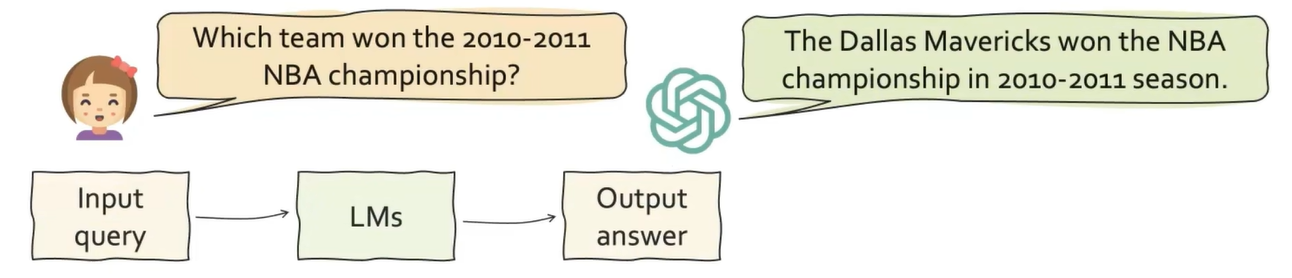 Which team won the 2010-2011
NBA championship?
The Dallas Mavericks won the NBA
championship in 2010-2011 season.
Input
query
LMs
Output
answer